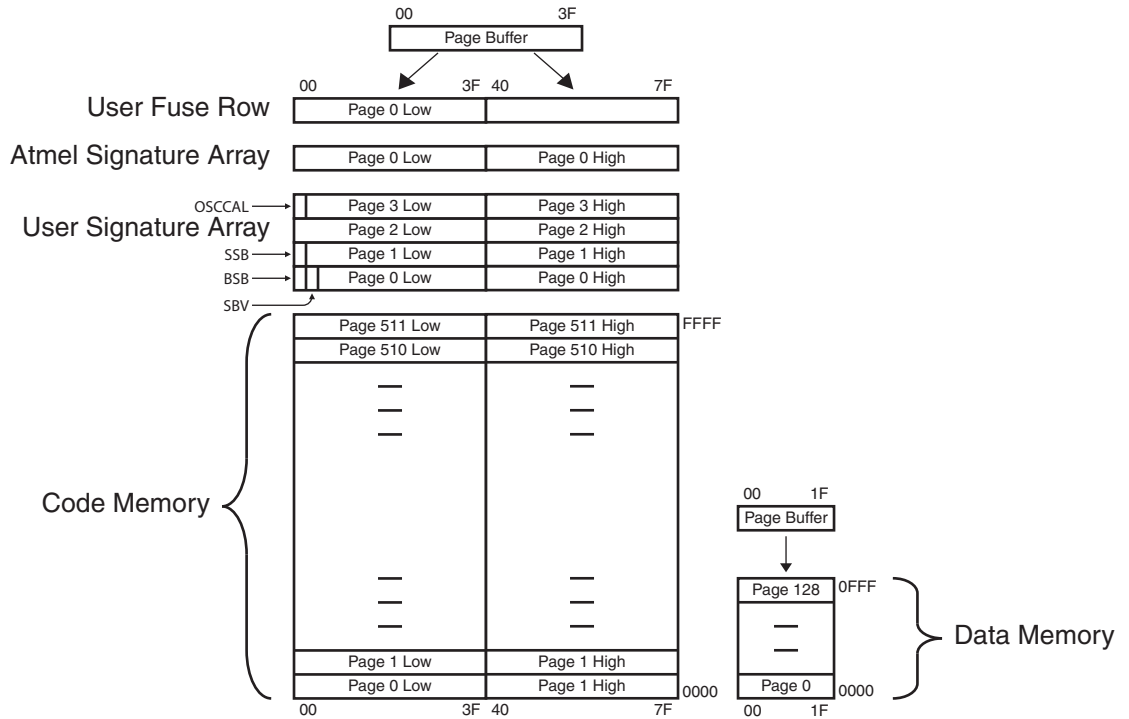 00 3F
Page Buffer
00 3F 40 7F
User Fuse Row Page 0 Low
Atmel Signature Array Page 0 Low Page 0 High
OSCCAL Page 3 Low Page 3 High
User Signature Array Page 2 Low Page 2 High
SSB Page 1 Low Page 1 High
BSB Page 0 Low Page 0 High
SBV
Page 511 Low Page 511 High FFFF
Page 510 Low Page 510 High
Code Memory
00 1F
Page Buffer
Page 128 0FFF
Data Memory
Page 1 Low Page 1 High
Page 0 Low Page 1 High 0000 Page 0 0000
00 3F 40 7F 00 1F